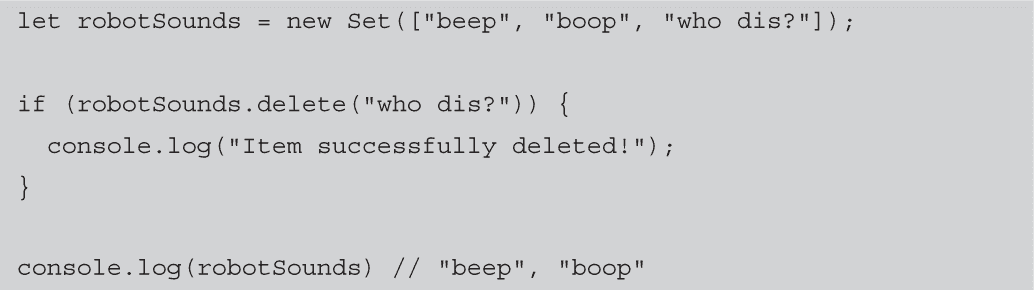 let robotSounds = new Set(["beep", "boop", "who dis?"]);
if (robotSounds.delete("who dis?")) {
  console.log("Item successfully deleted!");
}
console.log(robotSounds) // "beep", "boop"